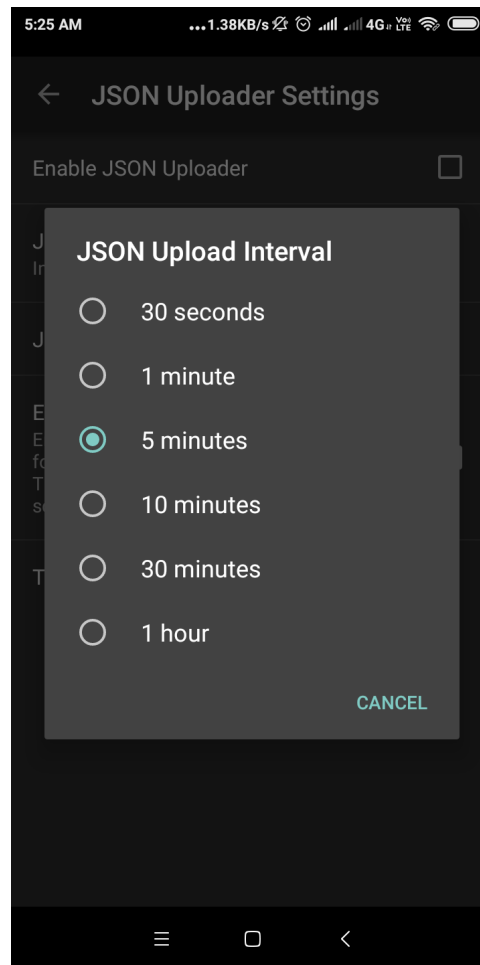 5:25 AM ...1.38KB/s 4G VoLTE
JSON Uploader Settings
Enable JSON Uploader
JSON Upload Interval
30 seconds
1 minute
5 minutes
10 minutes
30 minutes
1 hour
CANCEL